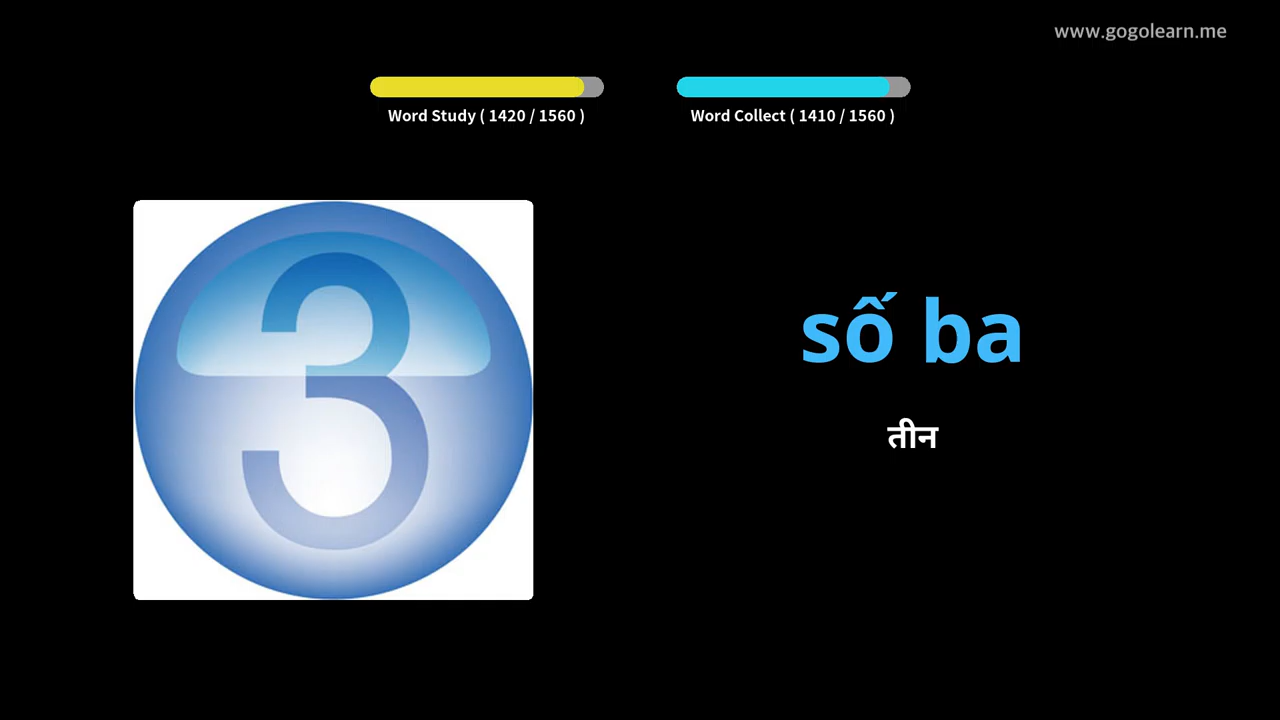 www.gogolearn.me
Word Study ( 1420 / 1560 )
Word Collect ( 1410 / 1560 )
3
số ba
तीन